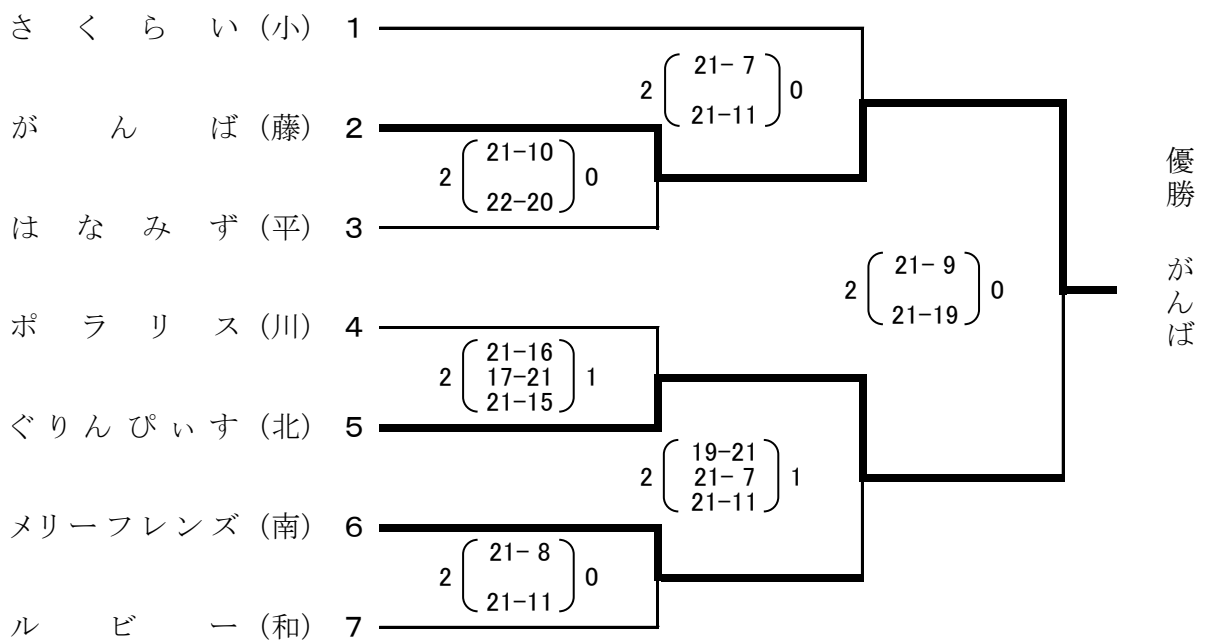 さくらい(小) 1
21- 7
2 0
21-11
がんば(藤) 2
21-10
2 0
22-20
はなみず(平) 3
優勝 がんば
21- 9
2 0
21-19
ポラリス(川) 4
21-16
2 17-21 1
21-15
ぐりんぴぃす(北) 5
19-21
2 21- 7 1
21-11
メリーフレンズ(南) 6
21- 8
2 0
21-11
ルビー(和) 7